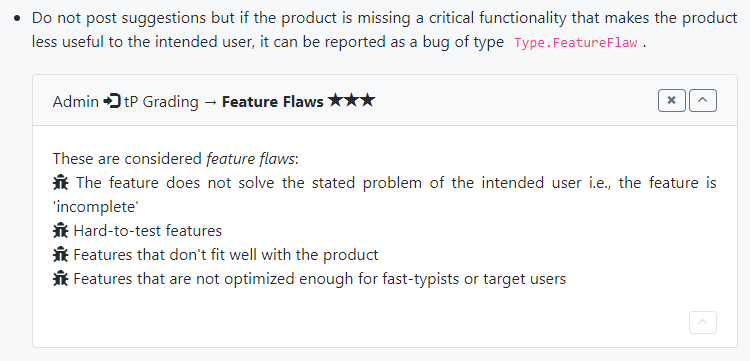 Do not post suggestions but if the product is missing a critical functionality that makes the product
less useful to the intended user, it can be reported as a bug of type Type.FeatureFlaw .
Admin tP Grading → Feature Flaws ★★★
These are considered feature flaws:
The feature does not solve the stated problem of the intended user i.e., the feature is
'incomplete'
Hard-to-test features
Features that don't fit well with the product
Features that are not optimized enough for fast-typists or target users